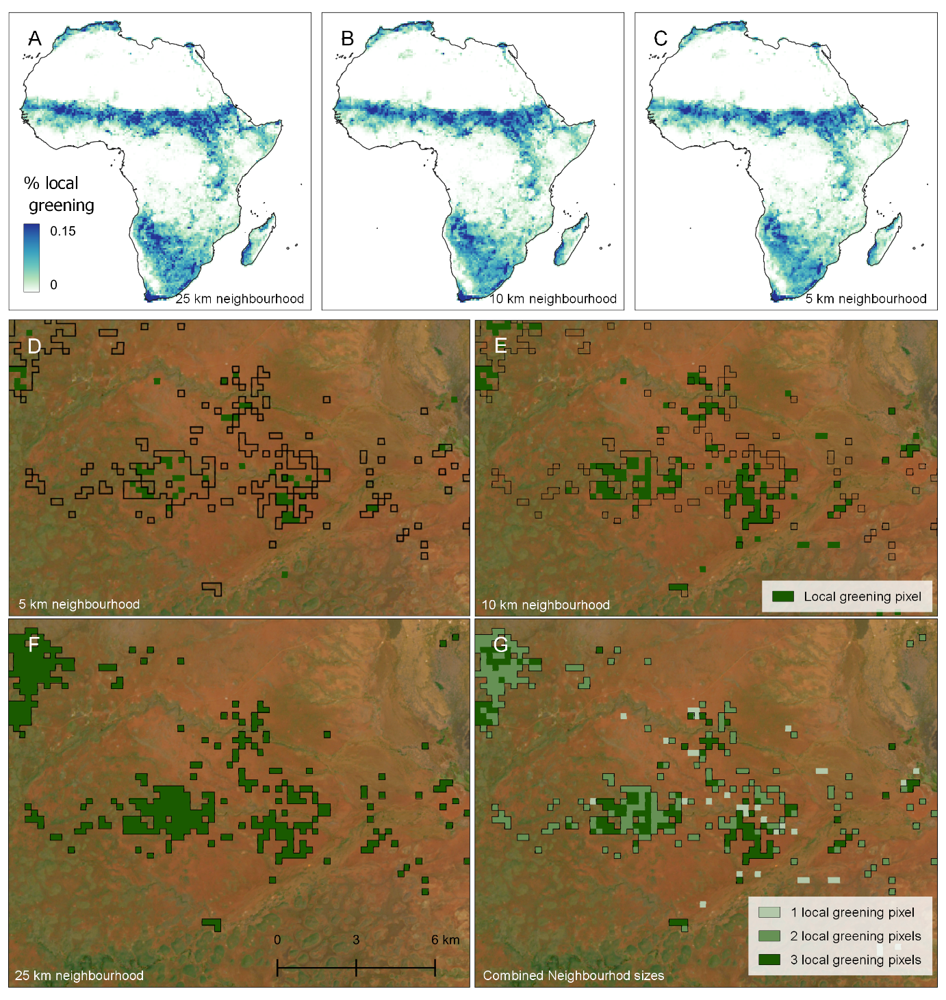 A
B
C
% local
greening
0.15
0
25 km neighbourhood
10 km neighbourhood
5 km neighbourhood
D
E
5 km neighbourhood
10 km neighbourhood
Local greening pixel
F
G
0 3 6 km
25 km neighbourhood
1 local greening pixel
2 local greening pixels
3 local greening pixels
Combined Neighbourhod sizes